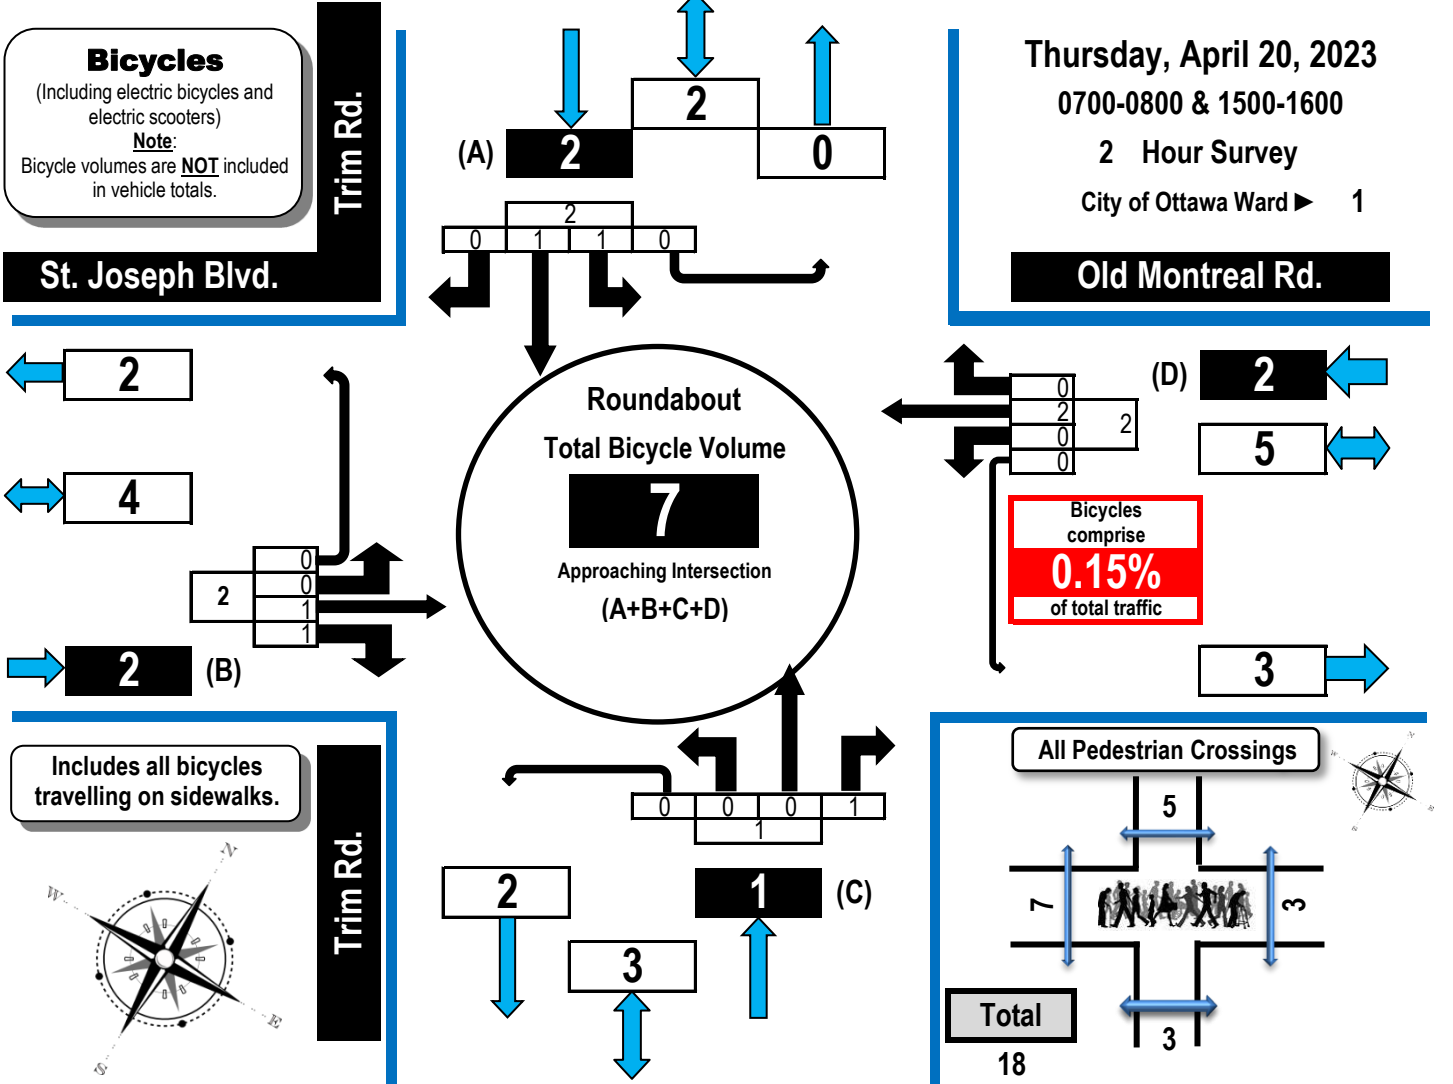 Bicycles
(Including electric bicycles and
electric scooters)
Note:
Bicycle volumes are NOT included
in vehicle totals.
Trim Rd.
St. Joseph Blvd.
2
(A) 2
0
2
0 1 1 0
Thursday, April 20, 2023
0700-0800 & 1500-1600
2 Hour Survey
City of Ottawa Ward ► 1
Old Montreal Rd.
2
4
0
0
1
1
2
2 (B)
Roundabout
Total Bicycle Volume
7
Approaching Intersection
(A+B+C+D)
0
2
0
0
2
(D) 2
5
Bicycles
comprise
0.15%
of total traffic
3
Includes all bicycles
travelling on sidewalks.
Trim Rd.
N
W
E
S
0 0 0 1
1
2
1 (C)
3
All Pedestrian Crossings
N
W
E
S
5
7
3
3
Total
18